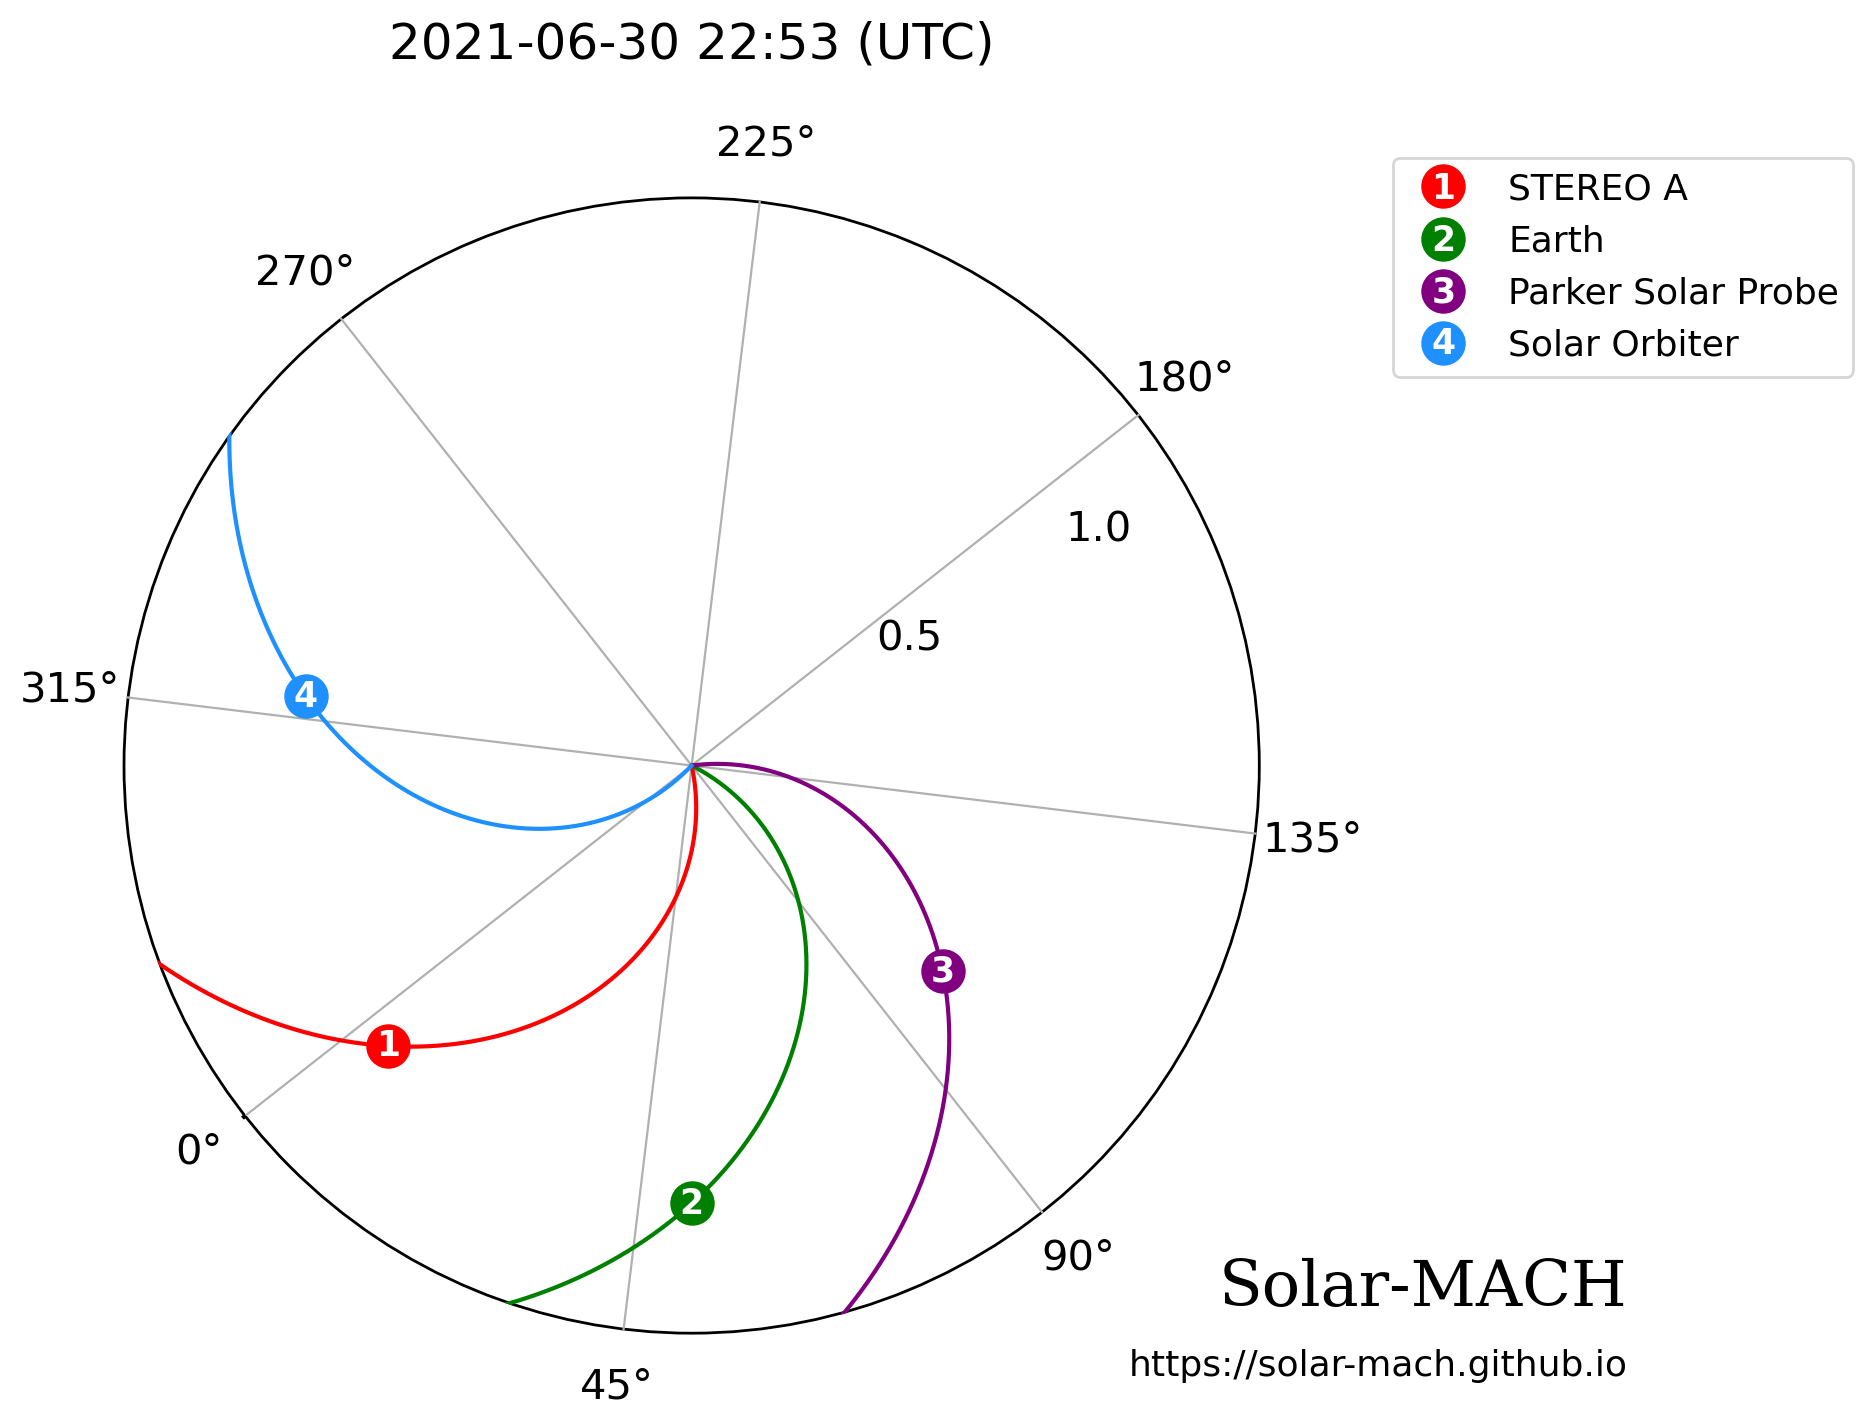 2021-06-30 22:53 (UTC)
225°
270°
180°
1.0
0.5
315°
135°
0°
90°
45°
1 STEREO A
2 Earth
3 Parker Solar Probe
4 Solar Orbiter
4
3
1
2
Solar-MACH
https://solar-mach.github.io